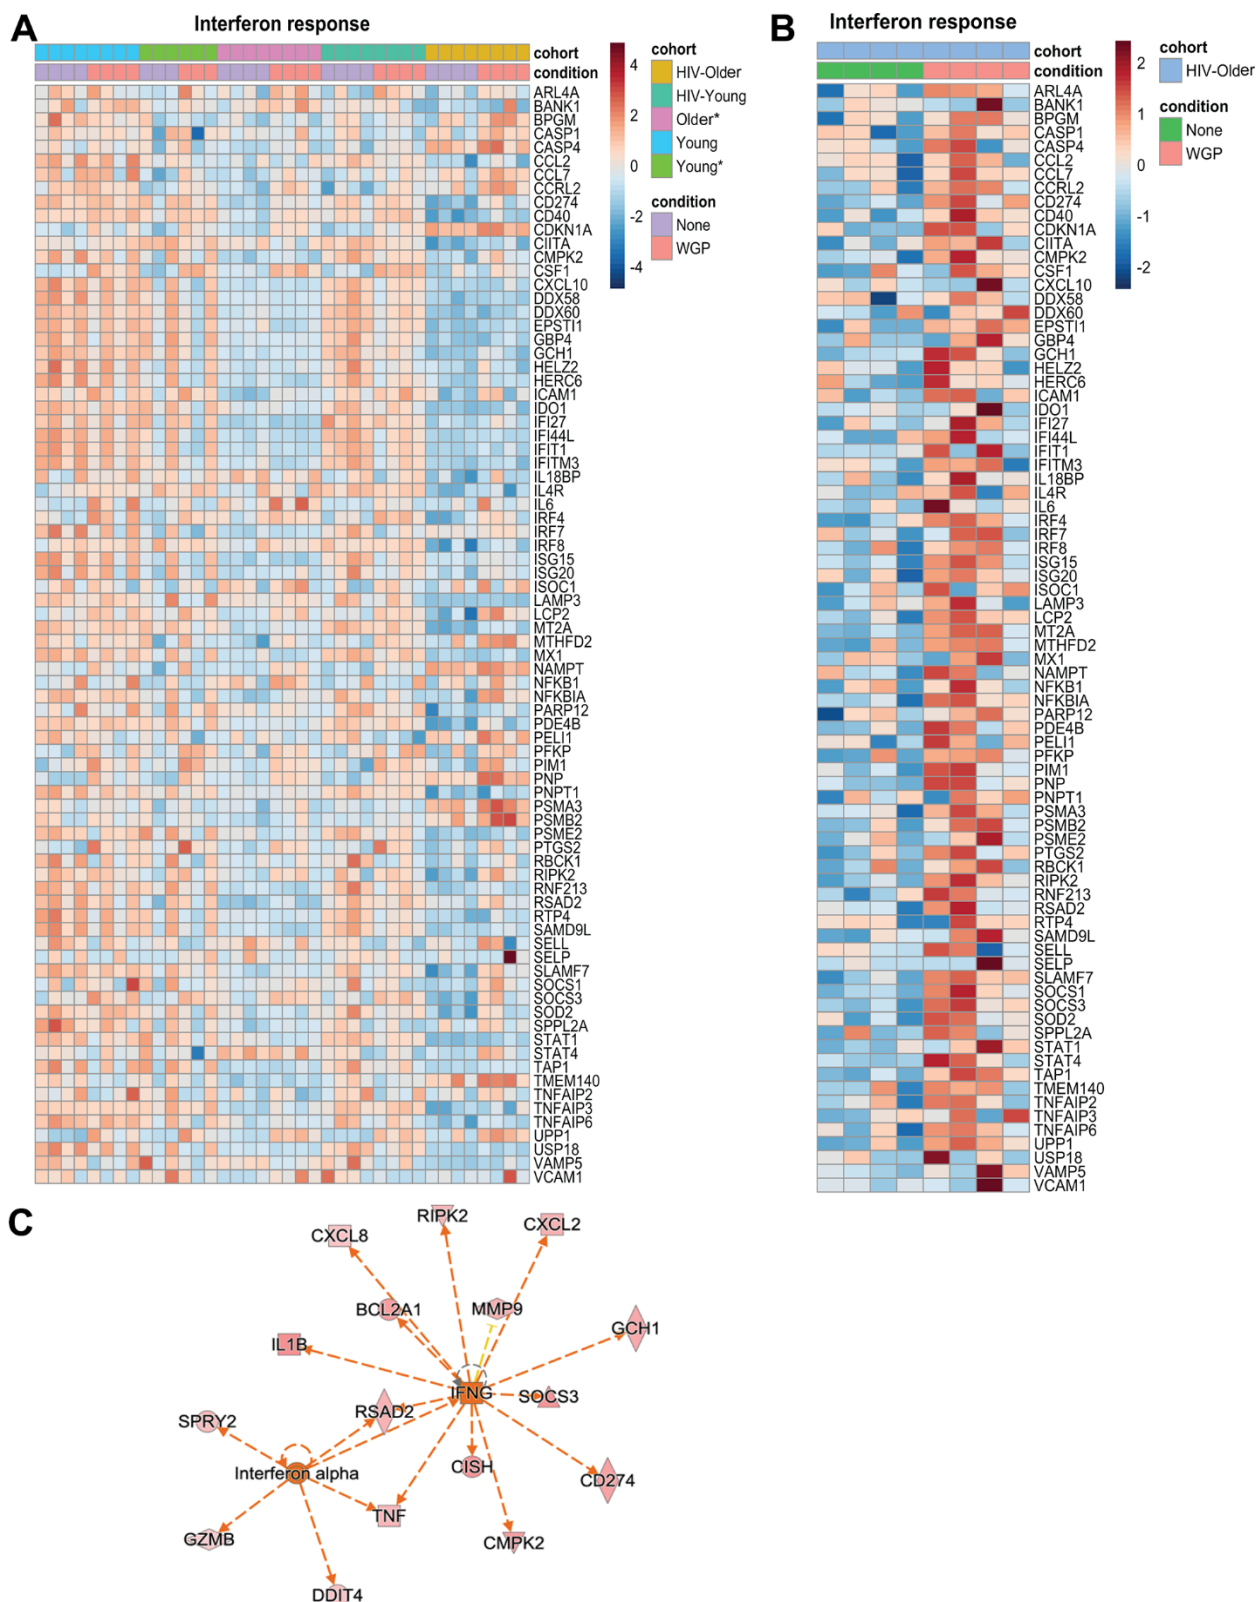 A
Interferon response
cohort
condition
ARL4A
BANK1
BPGM
CASP1
CASP4
CCL2
CCL7
CCRL2
CD274
CD40
CDKN1A
CIITA
CMPK2
CSF1
CXCL10
DDX58
DDX60
EPSTI1
GBP4
GCH1
HELZ2
HERC6
ICAM1
IDO1
IFI27
IFI44L
IFIT1
IFITM3
IL18BP
IL4R
IL6
IRF4
IRF7
IRF8
ISG15
ISG20
ISOC1
LAMP3
LCP2
MT2A
MTHFD2
MX1
NAMPT
NFKB1
NFKBIA
PARP12
PDE4B
PELI1
PFKP
PIM1
PNP
PNPT1
PSMA3
PSMB2
PSME2
PTGS2
RBCK1
RIPK2
RNF213
RSAD2
RTP4
SAMD9L
SELL
SELP
SLAMF7
SOCS1
SOCS3
SOD2
SPPL2A
STAT1
STAT4
TAP1
TMEM140
TNFAIP2
TNFAIP3
TNFAIP6
UPP1
USP18
VAMP5
VCAM1
4
2
0
-2
-4
cohort
HIV-Older
HIV-Young
Older*
Young
Young*
condition
None
WGP
B
Interferon response
cohort
condition
ARL4A
BANK1
BPGM
CASP1
CASP4
CCL2
CCL7
CCRL2
CD274
CD40
CDKN1A
CIITA
CMPK2
CSF1
CXCL10
DDX58
DDX60
EPSTI1
GBP4
GCH1
HELZ2
HERC6
ICAM1
IDO1
IFI27
IFI44L
IFIT1
IFITM3
IL18BP
IL4R
IL6
IRF4
IRF7
IRF8
ISG15
ISG20
ISOC1
LAMP3
LCP2
MT2A
MTHFD2
MX1
NAMPT
NFKB1
NFKBIA
PARP12
PDE4B
PELI1
PFKP
PIM1
PNP
PNPT1
PSMA3
PSMB2
PSME2
PTGS2
RBCK1
RIPK2
RNF213
RSAD2
RTP4
SAMD9L
SELL
SELP
SLAMF7
SOCS1
SOCS3
SOD2
SPPL2A
STAT1
STAT4
TAP1
TMEM140
TNFAIP2
TNFAIP3
TNFAIP6
UPP1
USP18
VAMP5
VCAM1
2
1
0
-1
-2
cohort
HIV-Older
condition
None
WGP
C
RIPK2
CXCL8
CXCL2
BCL2A1
MMP9
GCH1
IL1B
IFNG
SOCS3
RSAD2
SPRY2
Interferon alpha
CISH
CD274
TNF
GZMB
CMPK2
DDIT4